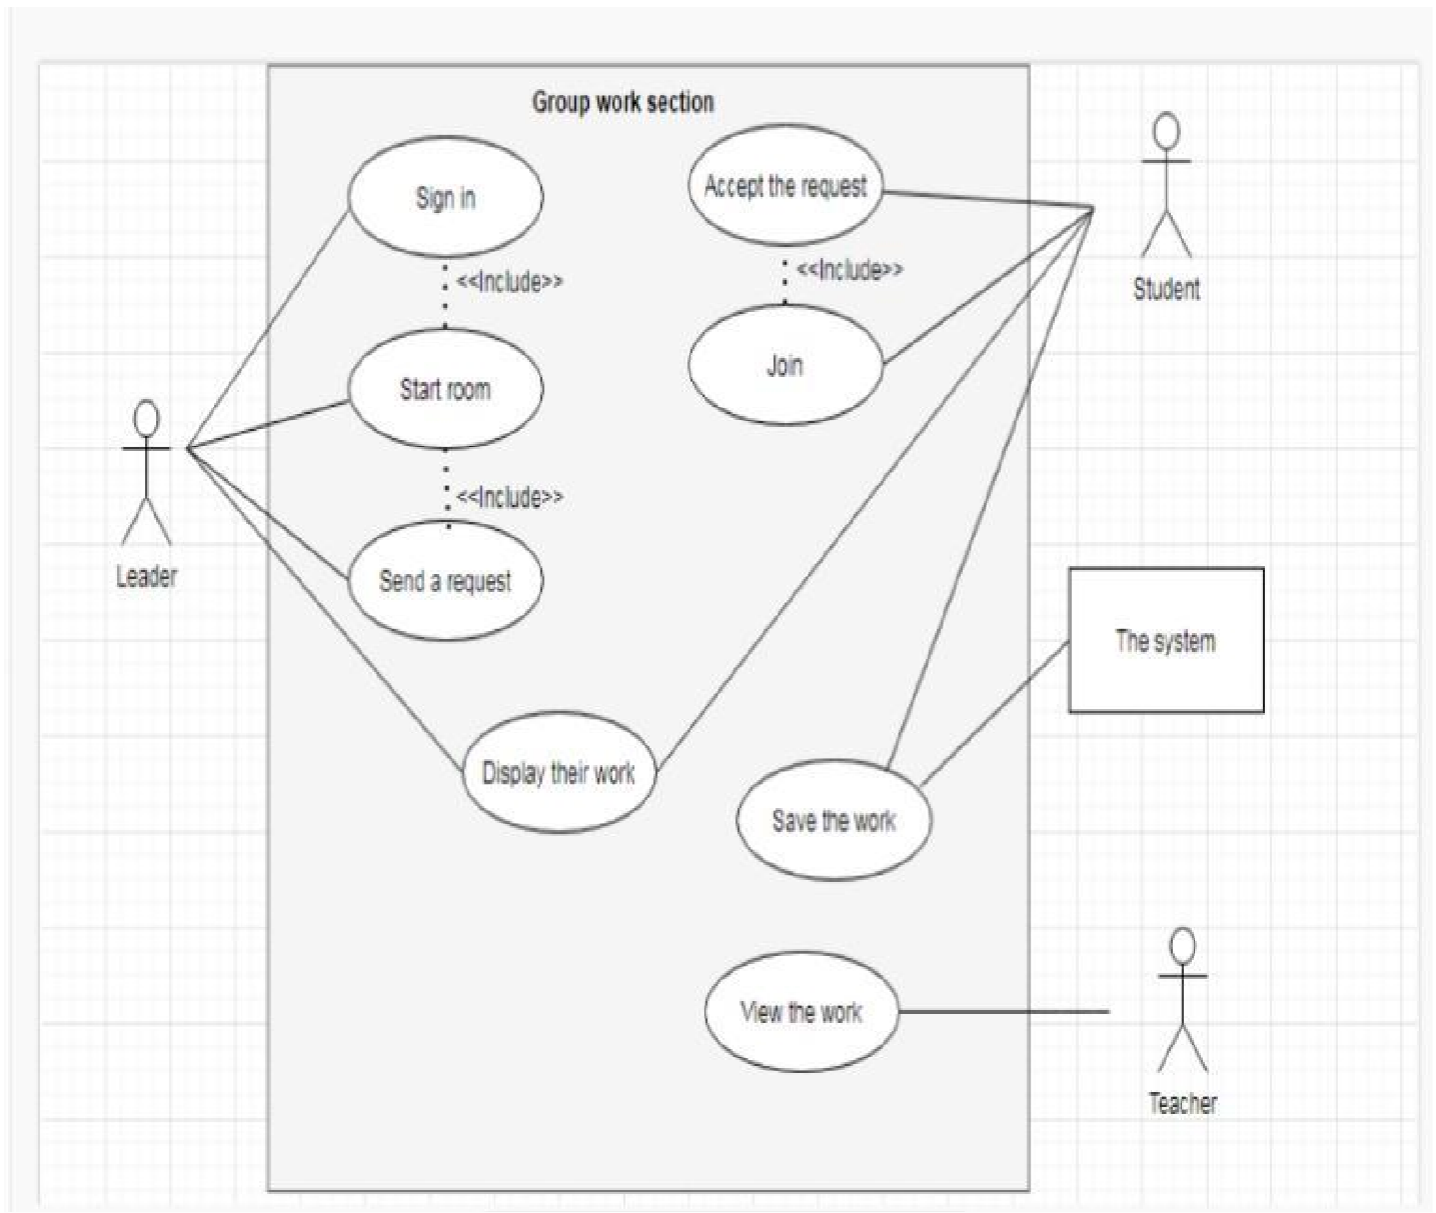 Group work section
Sign in
Accept the request
<<Include>>
<<Include>>
Student
Start room
Join
<<Include>>
Leader
Send a request
The system
Display their work
Save the work
View the work
Teacher